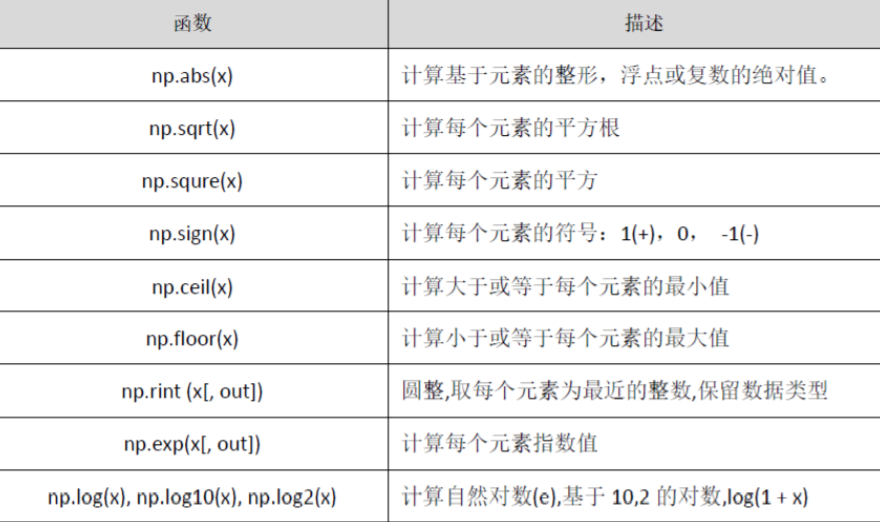 函数 描述
np.abs(x) 计算基于元素的整形，浮点或复数的绝对值。
np.sqrt(x) 计算每个元素的平方根
np.squre(x) 计算每个元素的平方
np.sign(x) 计算每个元素的符号：1(+)，0， -1(-)
np.ceil(x) 计算大于或等于每个元素的最小值
np.floor(x) 计算小于或等于每个元素的最大值
np.rint (x[, out]) 圆整,取每个元素为最近的整数,保留数据类型
np.exp(x[, out]) 计算每个元素指数值
np.log(x), np.log10(x), np.log2(x) 计算自然对数(e),基于 10,2 的对数,log(1 + x)